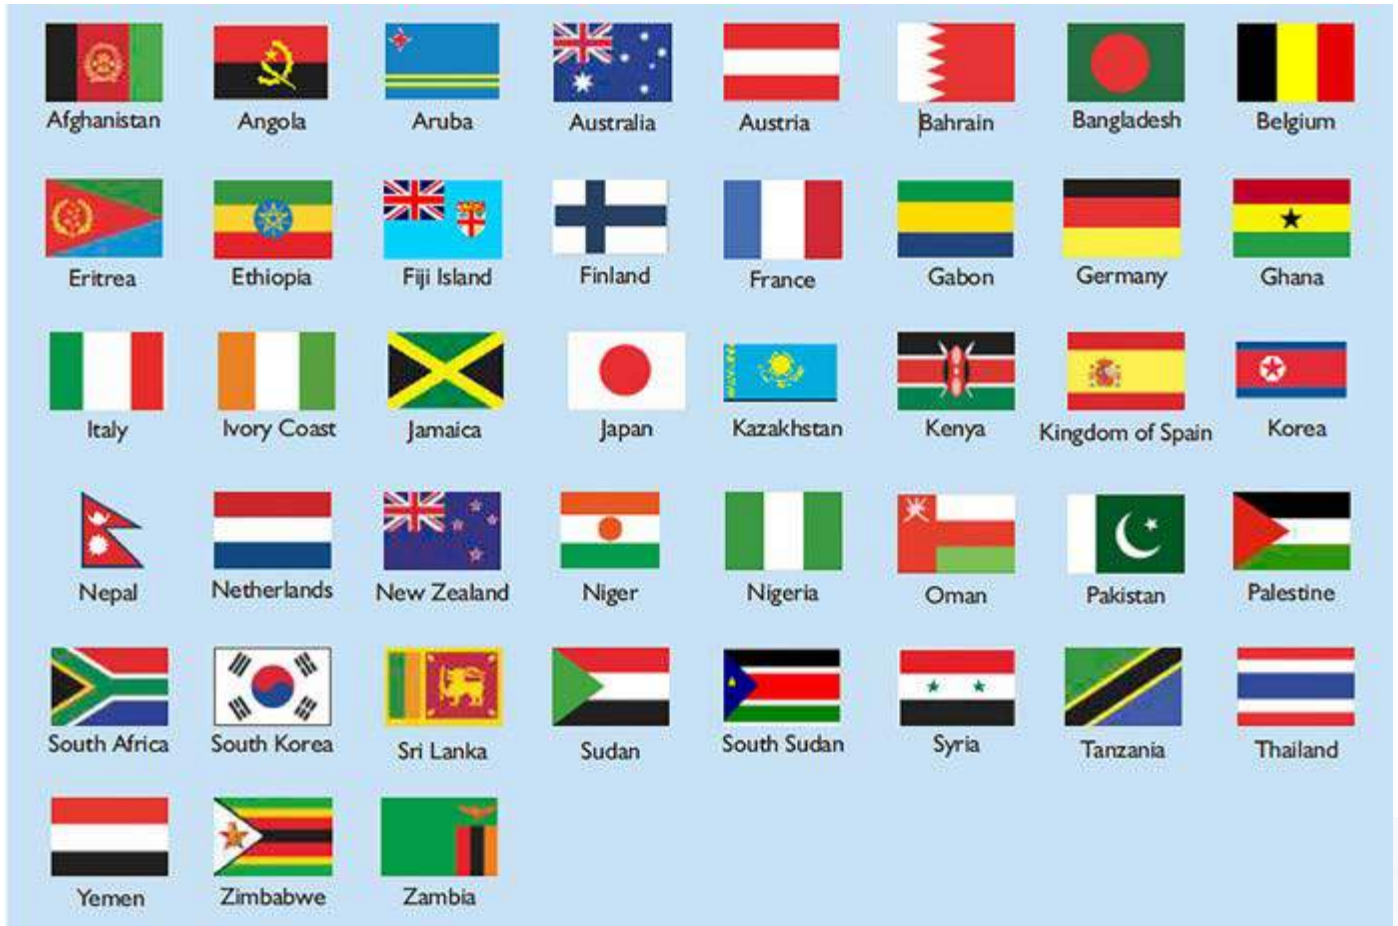 Afghanistan Angola Aruba Australia Austria Bahrain Bangladesh Belgium
Eritrea Ethiopia Fiji Island Finland France Gabon Germany Ghana
Italy Ivory Coast Jamaica Japan Kazakhstan Kenya Kingdom of Spain Korea
Nepal Netherlands New Zealand Niger Nigeria Oman Pakistan Palestine
South Africa South Korea Sri Lanka Sudan South Sudan Syria Tanzania Thailand
Yemen Zimbabwe Zambia